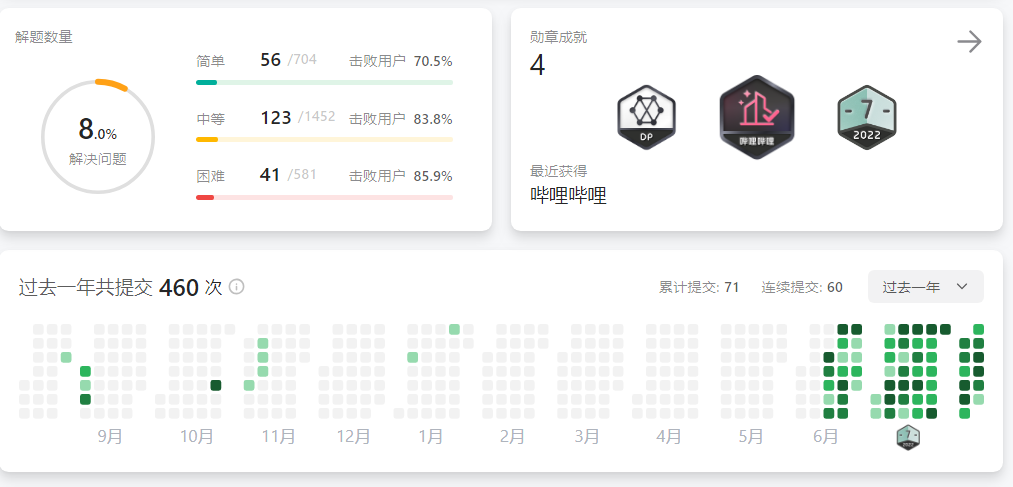 解题数量
8.0%
解决问题
简单 56 /704 击败用户 70.5%
中等 123 /1452 击败用户 83.8%
困难 41 /581 击败用户 85.9%
勋章成就
4
DP
哔哩哔哩
7
2022
最近获得
哔哩哔哩
过去一年共提交 460 次
累计提交: 71 连续提交: 60 过去一年
9月 10月 11月 12月 1月 2月 3月 4月 5月 6月
7
2022